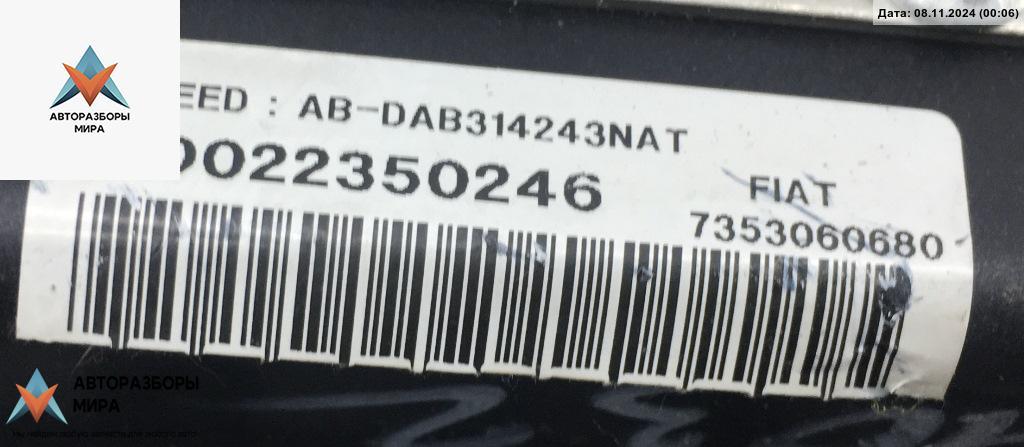 Дата: 08.11.2024 (00:06)
АВТОРАЗБОРЫ
МИРА
EED : AB-DAB314243NAT
0022350246
FIAT
7353060680
АВТОРАЗБОРЫ
МИРА